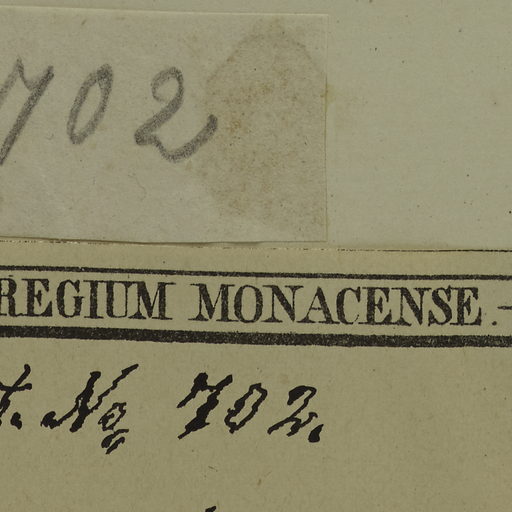 702
REGIUM MONACENSE.
t. No 702.